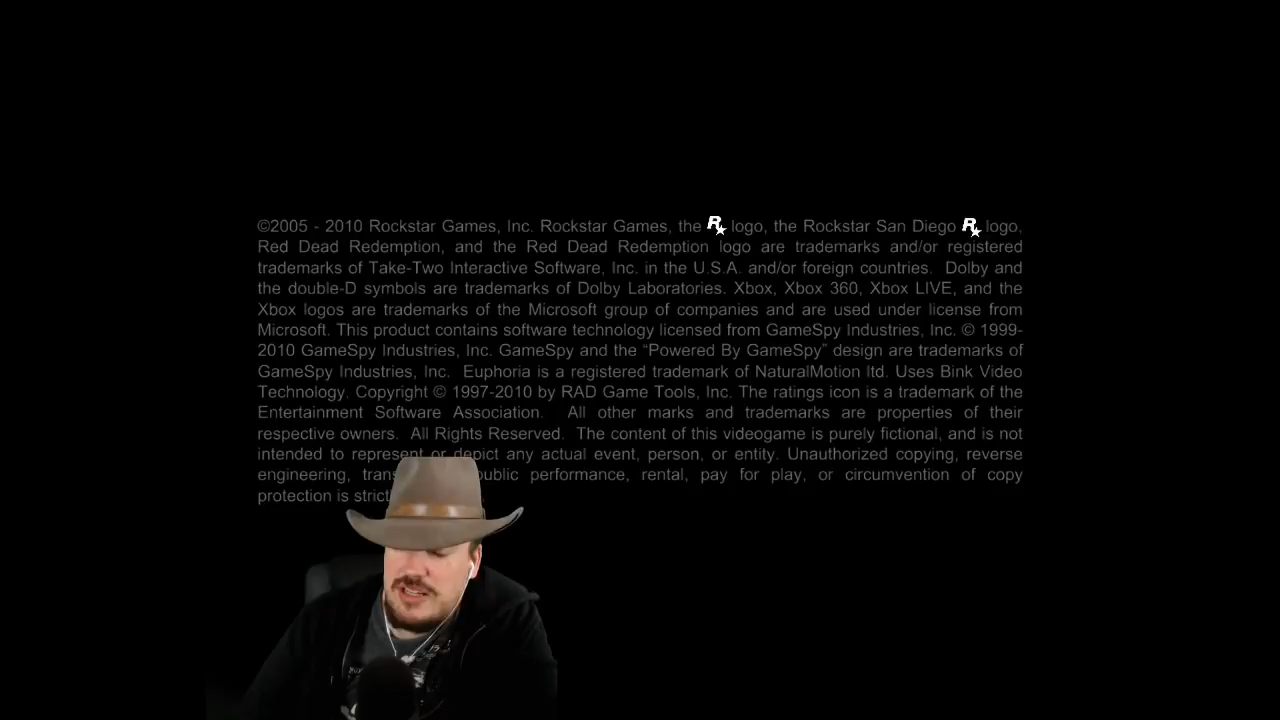 ©2005 - 2010 Rockstar Games, Inc. Rockstar Games, the R logo, the Rockstar San Diego R logo,
Red Dead Redemption, and the Red Dead Redemption logo are trademarks and/or registered
trademarks of Take-Two Interactive Software, Inc. in the U.S.A. and/or foreign countries. Dolby and
the double-D symbols are trademarks of Dolby Laboratories. Xbox, Xbox 360, Xbox LIVE, and the
Xbox logos are trademarks of the Microsoft group of companies and are used under license from
Microsoft. This product contains software technology licensed from GameSpy Industries, Inc. © 1999-
2010 GameSpy Industries, Inc. GameSpy and the “Powered By GameSpy” design are trademarks of
GameSpy Industries, Inc. Euphoria is a registered trademark of NaturalMotion ltd. Uses Bink Video
Technology. Copyright © 1997-2010 by RAD Game Tools, Inc. The ratings icon is a trademark of the
Entertainment Software Association. All other marks and trademarks are properties of their
respective owners. All Rights Reserved. The content of this videogame is purely fictional, and is not
intended to represent or depict any actual event, person, or entity. Unauthorized copying, reverse
engineering, public performance, rental, pay for play, or circumvention of copy
protection is